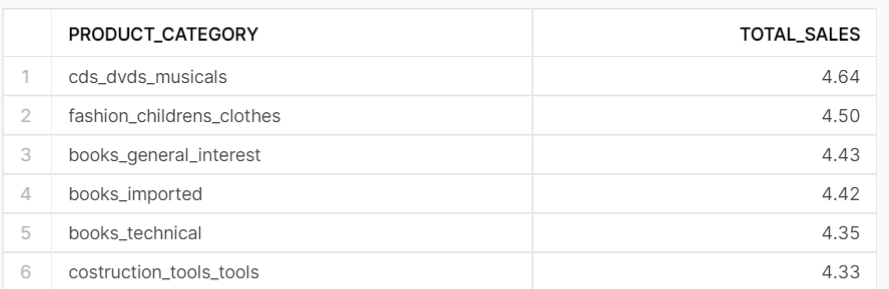 PRODUCT_CATEGORY TOTAL_SALES
1 cds_dvds_musicals 4.64
2 fashion_childrens_clothes 4.50
3 books_general_interest 4.43
4 books_imported 4.42
5 books_technical 4.35
6 costruction_tools_tools 4.33